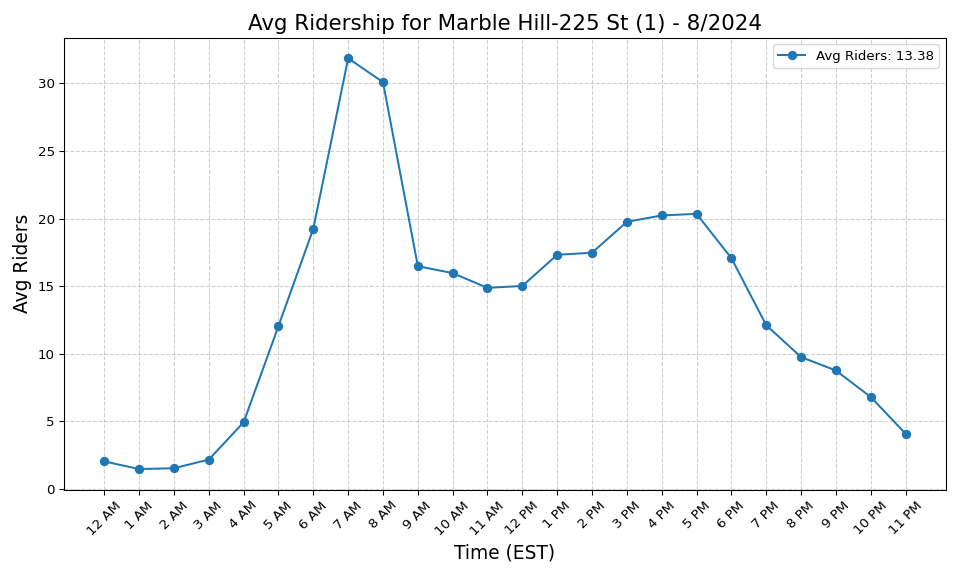 Avg Ridership for Marble Hill-225 St (1) - 8/2024
Avg Riders: 13.38
Avg Riders
30
25
20
15
10
5
0
12 AM 1 AM 2 AM 3 AM 4 AM 5 AM 6 AM 7 AM 8 AM 9 AM 10 AM 11 AM 12 PM 1 PM 2 PM 3 PM 4 PM 5 PM 6 PM 7 PM 8 PM 9 PM 10 PM 11 PM
Time (EST)